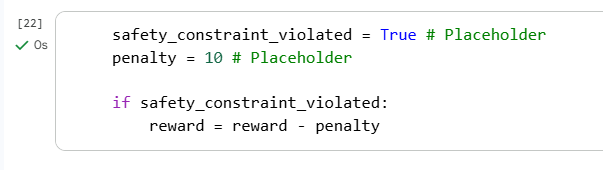 [22]
0s
safety_constraint_violated = True # Placeholder
penalty = 10 # Placeholder
if safety_constraint_violated:
reward = reward - penalty